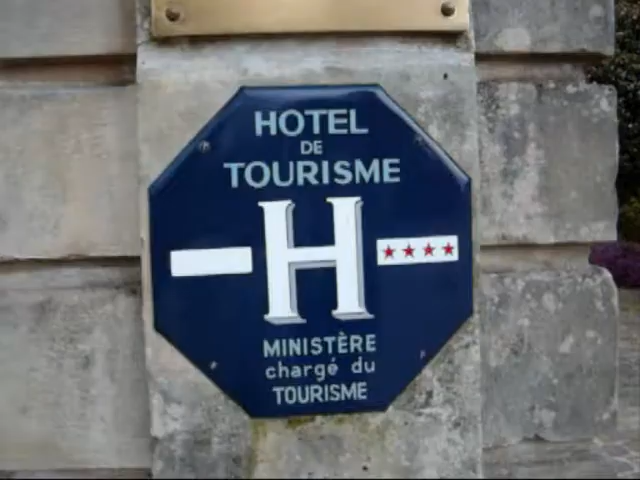 HOTEL
DE
TOURISME
H
MINISTÈRE
chargé du
TOURISME